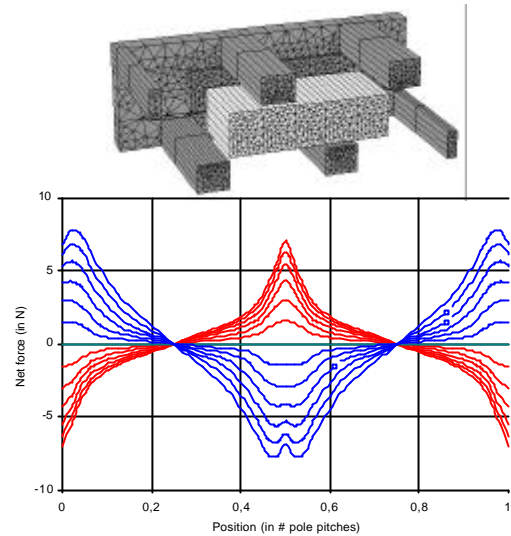 10
5
0
-5
-10
Net force (in N)
0 0,2 0,4 0,6 0,8 1
Position (in # pole pitches)